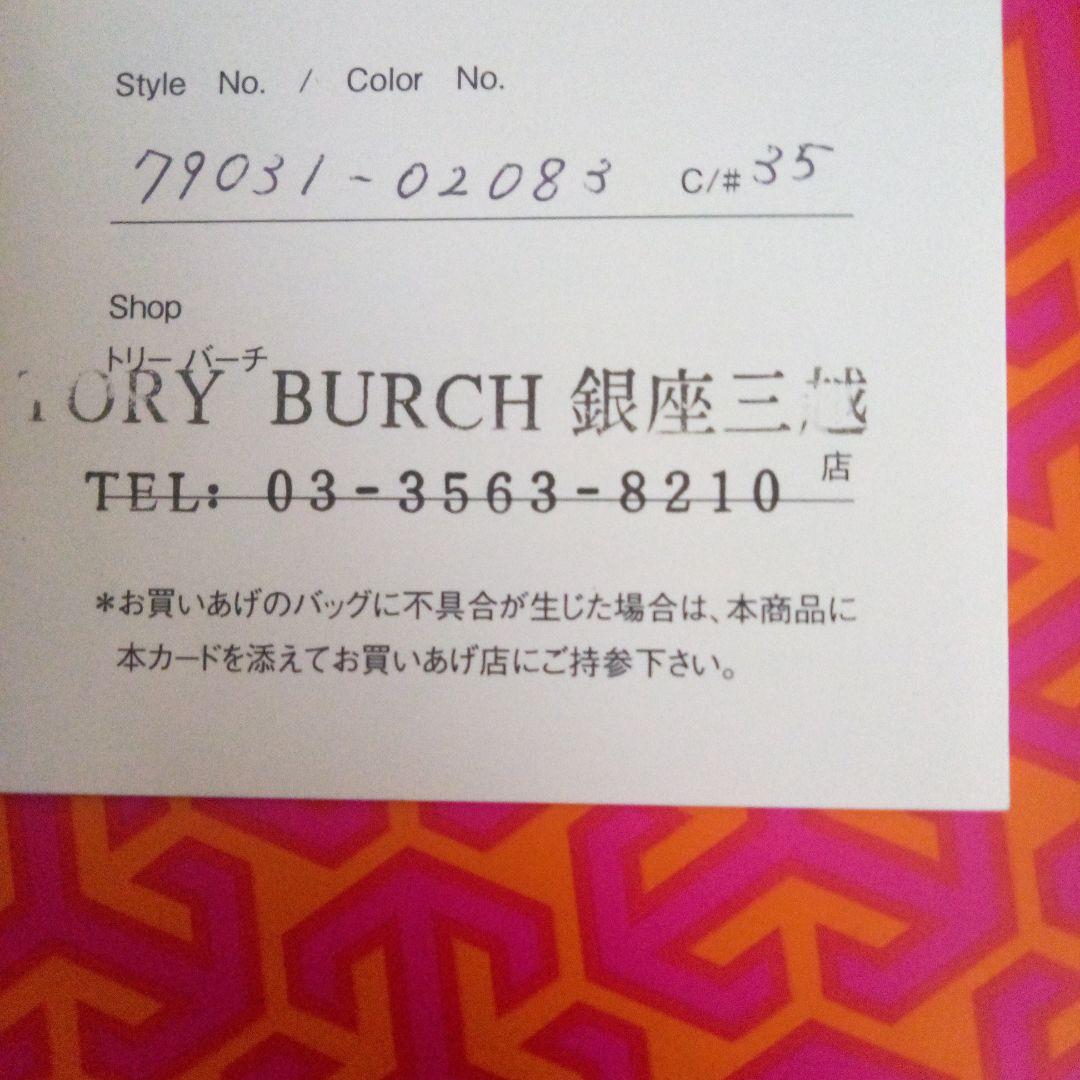 Style No. / Color No.
79031-02083 C/# 35
Shop
トリー バーチ
TORY BURCH 銀座三越
店
TEL: 03-3563-8210
*お買いあげのバッグに不具合が生じた場合は、本商品に
本カードを添えてお買いあげ店にご持参下さい。